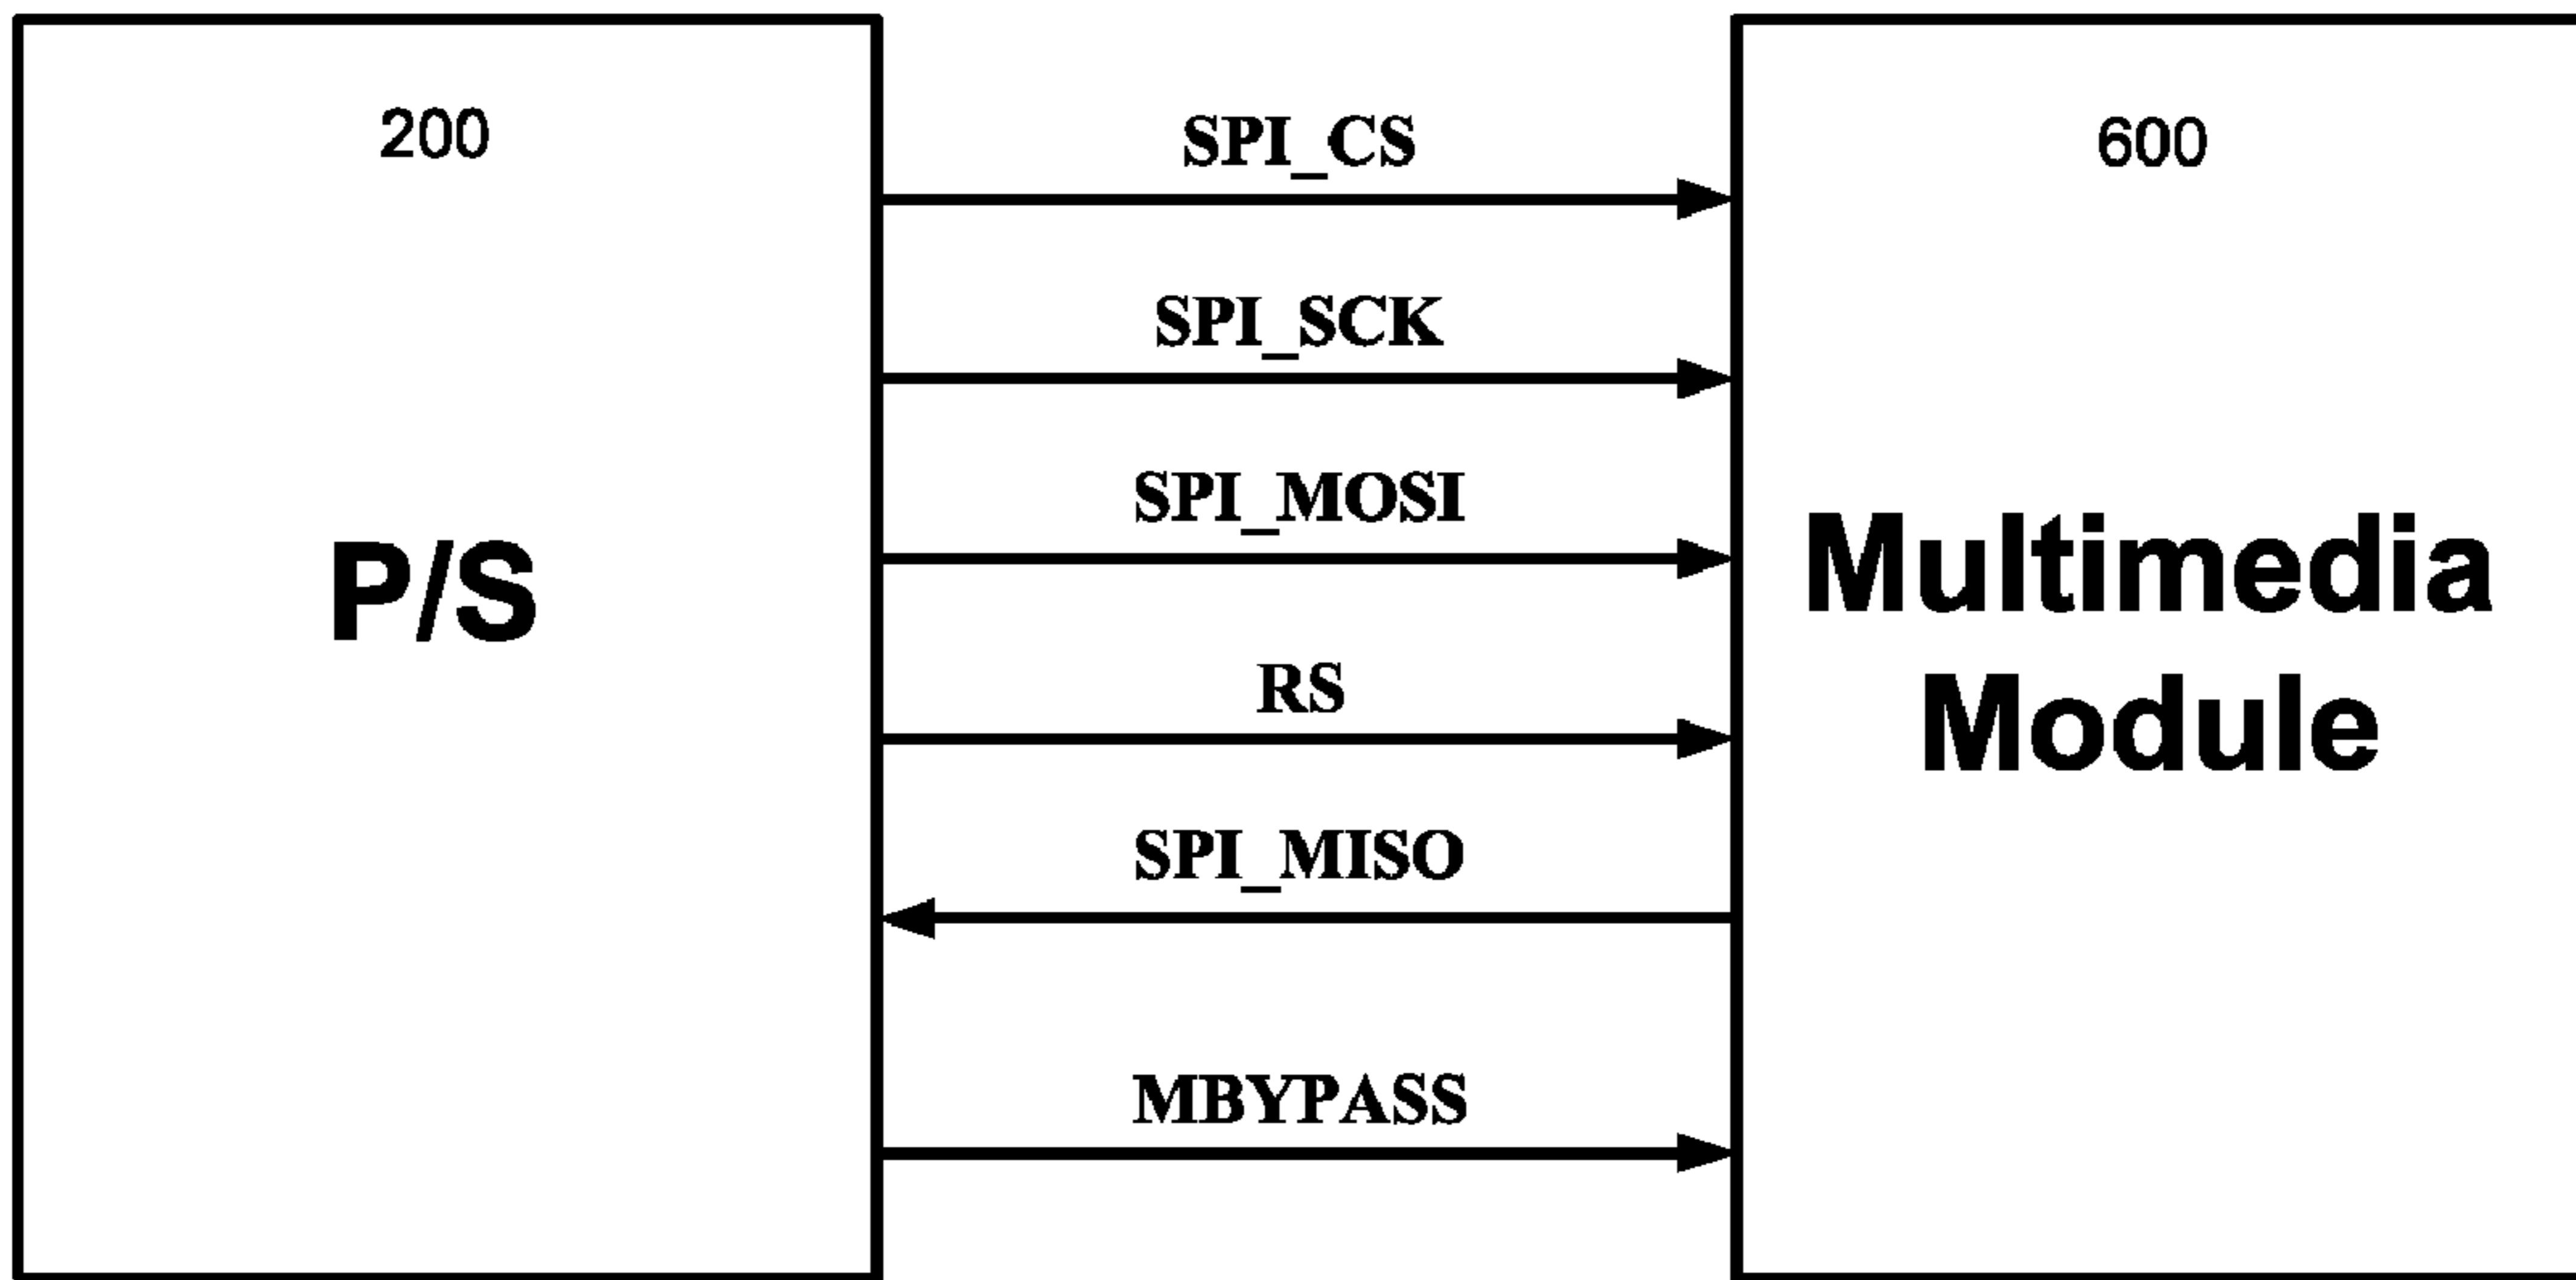 200
P/S
SPI_CS
SPI_SCK
SPI_MOSI
RS
SPI_MISO
MBYPASS
600
Multimedia
Module